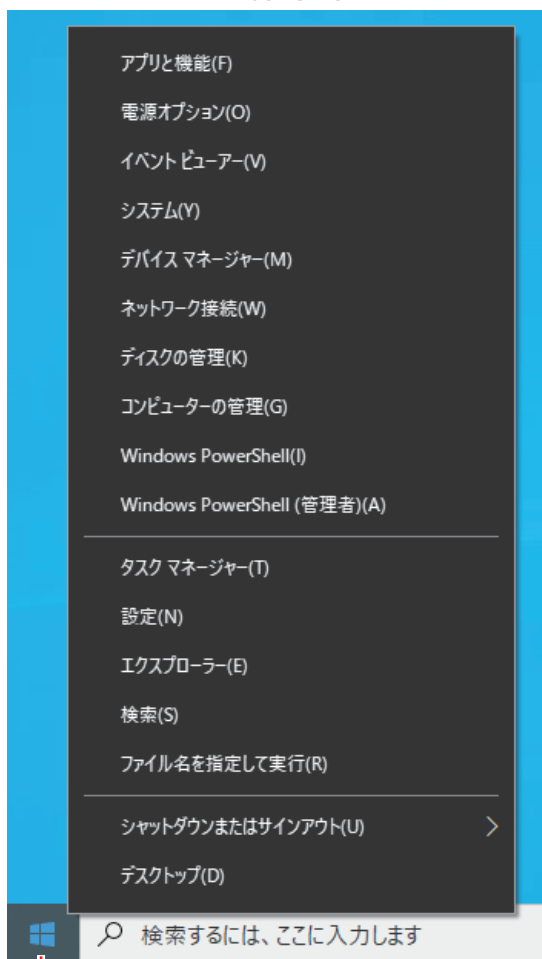 アプリと機能(F)
電源オプション(O)
イベント ビューアー(V)
システム(Y)
デバイス マネージャー(M)
ネットワーク接続(W)
ディスクの管理(K)
コンピューターの管理(G)
Windows PowerShell(I)
Windows PowerShell (管理者)(A)
タスク マネージャー(T)
設定(N)
エクスプローラー(E)
検索(S)
ファイル名を指定して実行(R)
シャットダウンまたはサインアウト(U)
デスクトップ(D)
検索するには、ここに入力します